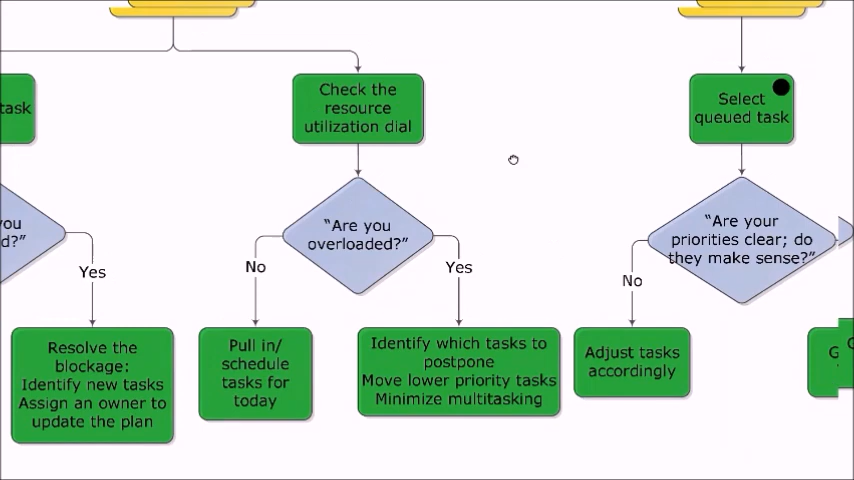 task
Check the
resource
utilization dial
Select
queued task
you
d?”
“Are you
overloaded?”
“Are your
priorities clear; do
they make sense?”
Yes
No
Yes
No
Resolve the
blockage:
Identify new tasks
Assign an owner to
update the plan
Pull in/
schedule
tasks for
today
Identify which tasks to
postpone
Move lower priority tasks
Minimize multitasking
Adjust tasks
accordingly